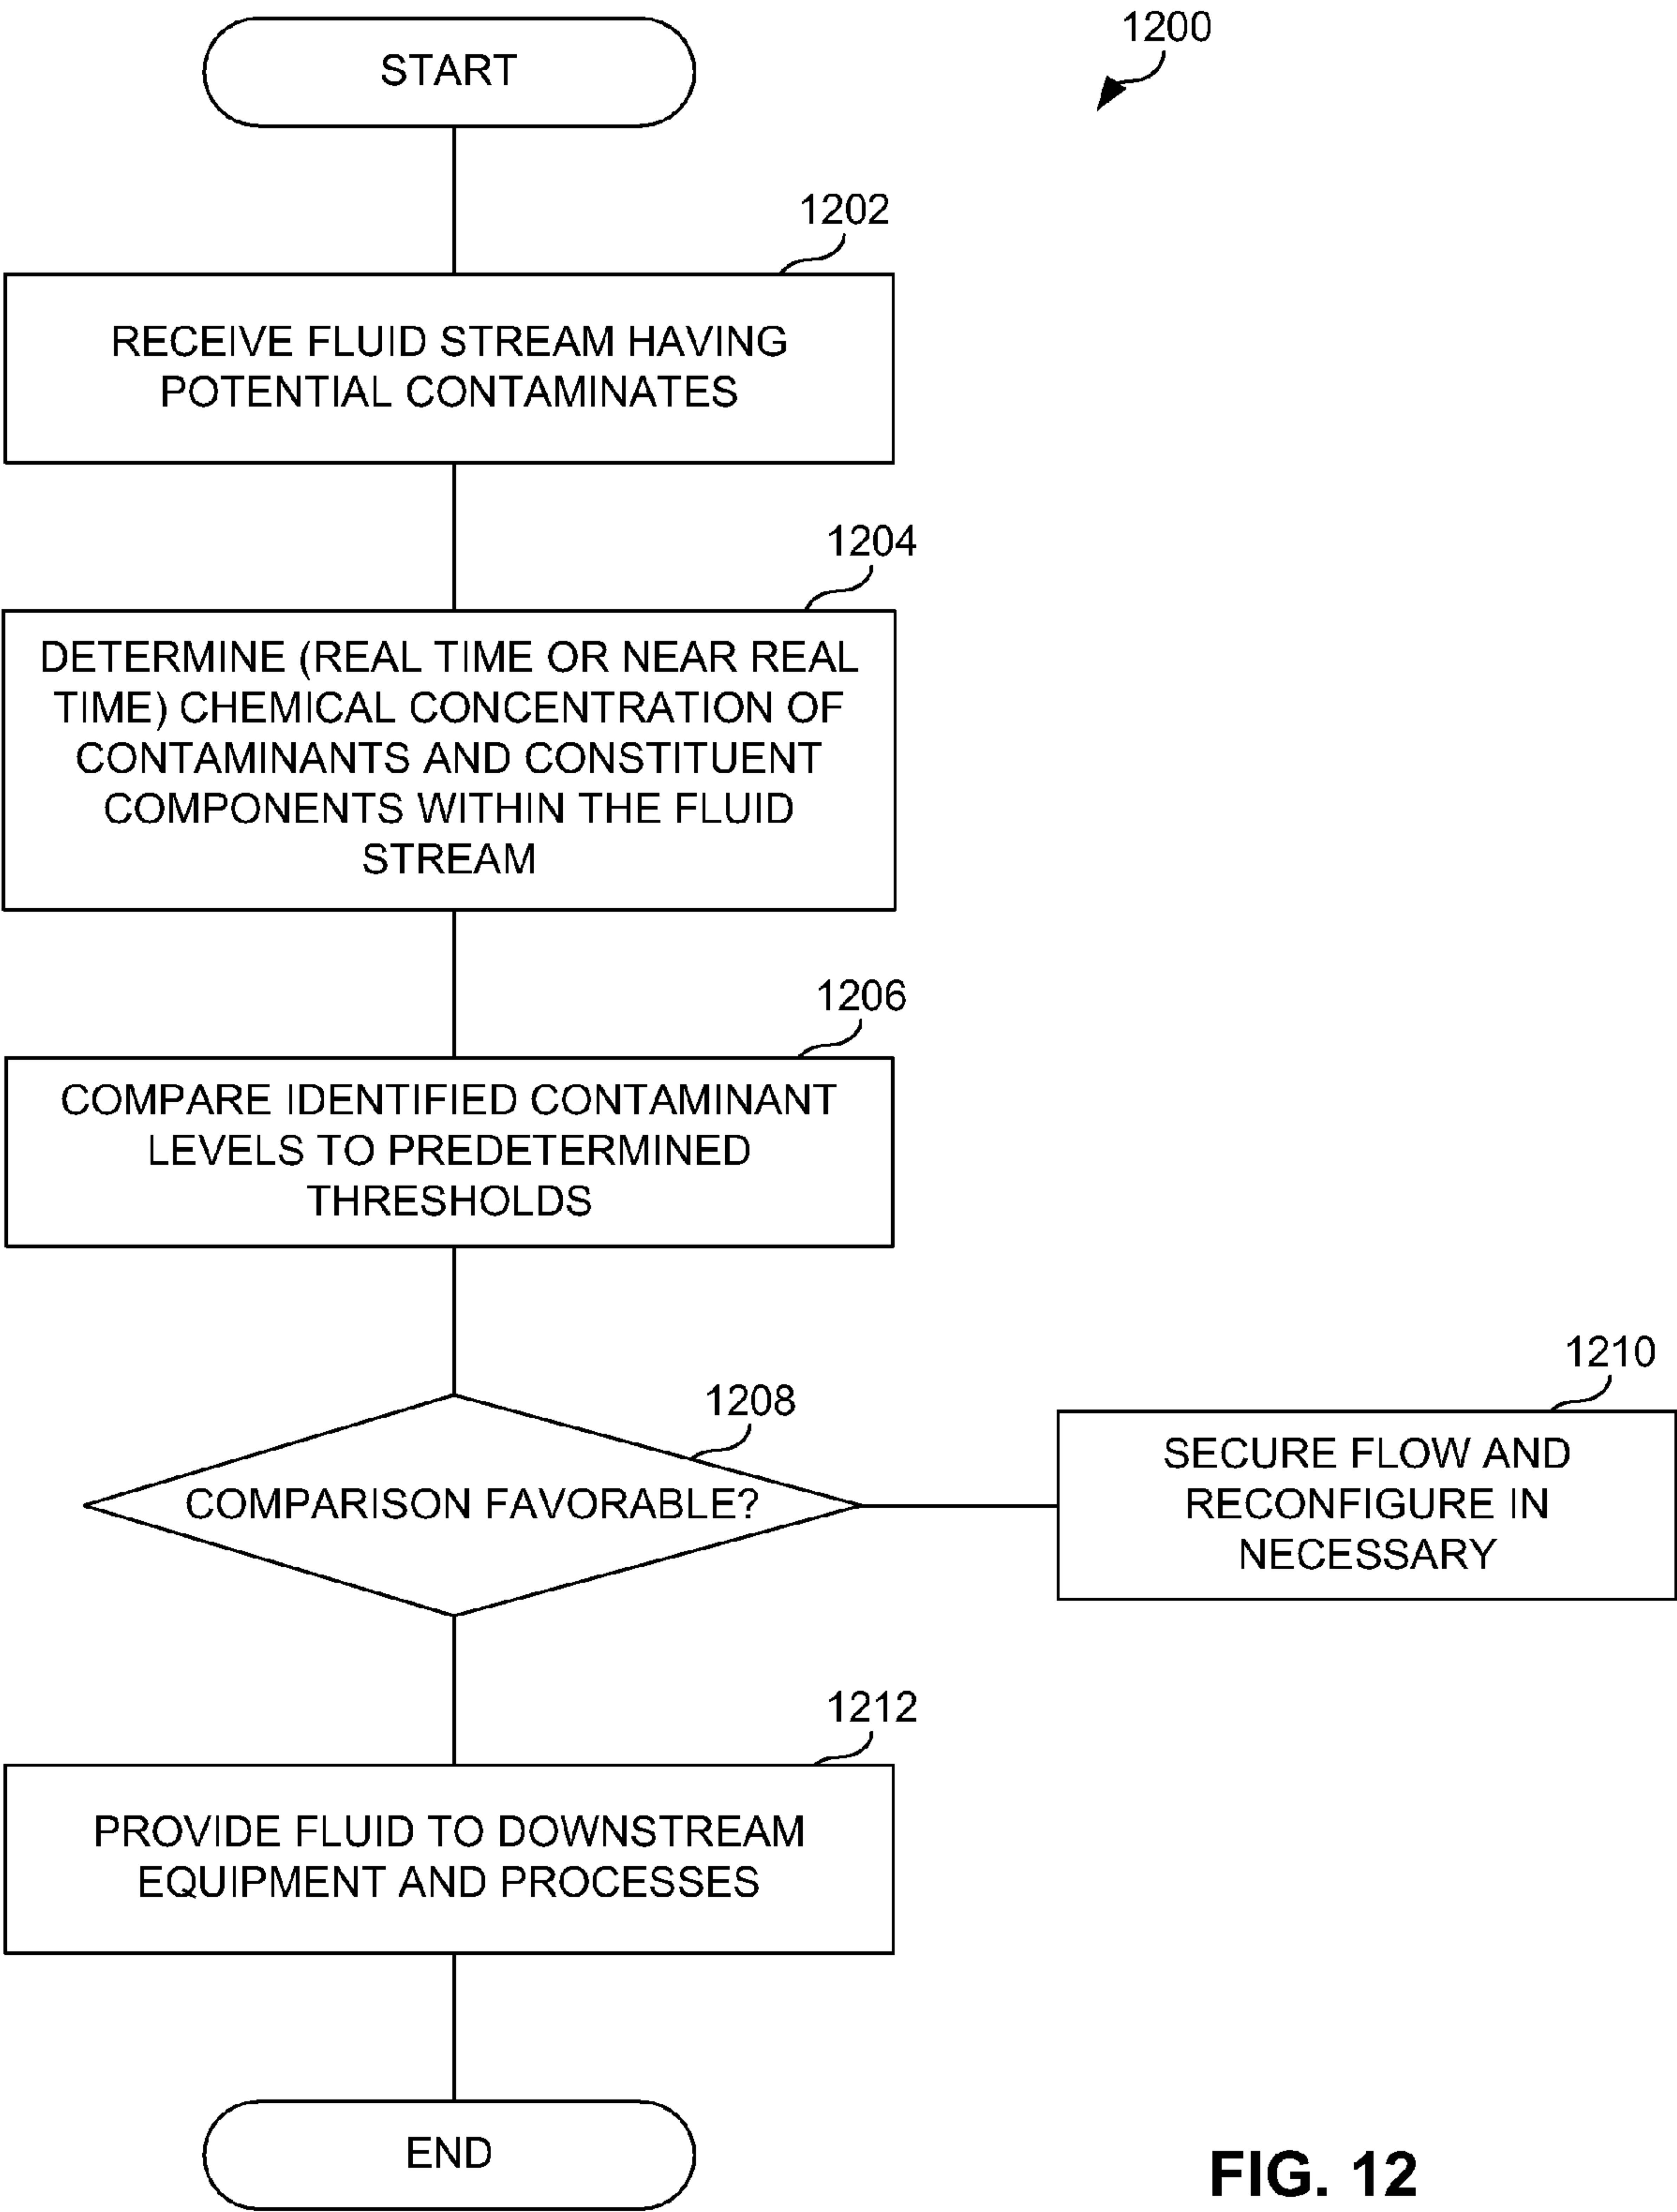 START
1200
1202
RECEIVE FLUID STREAM HAVING
POTENTIAL CONTAMINATES
1204
DETERMINE (REAL TIME OR NEAR REAL
TIME) CHEMICAL CONCENTRATION OF
CONTAMINANTS AND CONSTITUENT
COMPONENTS WITHIN THE FLUID
STREAM
1206
COMPARE IDENTIFIED CONTAMINANT
LEVELS TO PREDETERMINED
THRESHOLDS
1208
COMPARISON FAVORABLE?
1210
SECURE FLOW AND
RECONFIGURE IN
NECESSARY
1212
PROVIDE FLUID TO DOWNSTREAM
EQUIPMENT AND PROCESSES
END
FIG. 12